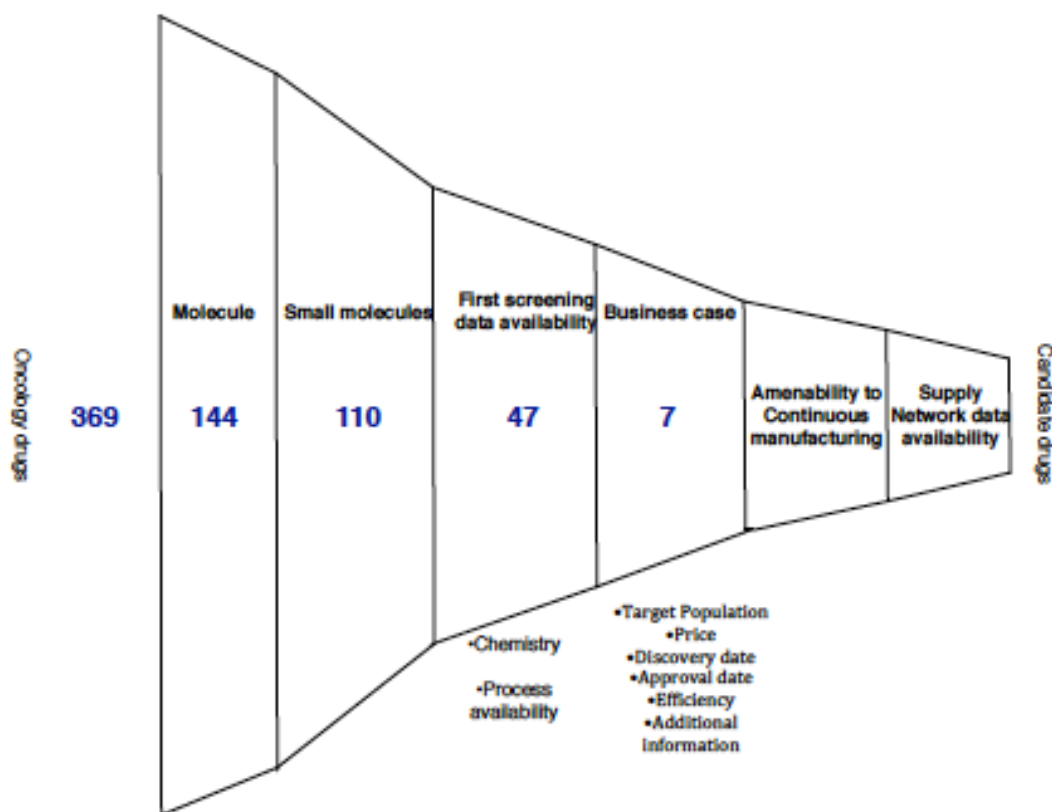 Oncology drugs
369
Molecule
144
Small molecules
110
First screening
data availability
47
•Chemistry
•Process
availability
Business case
7
•Target Population
•Price
•Discovery date
•Approval date
•Efficiency
•Additional
information
Amenability to
Continuous
manufacturing
Supply
Network data
availability
Candidate drugs